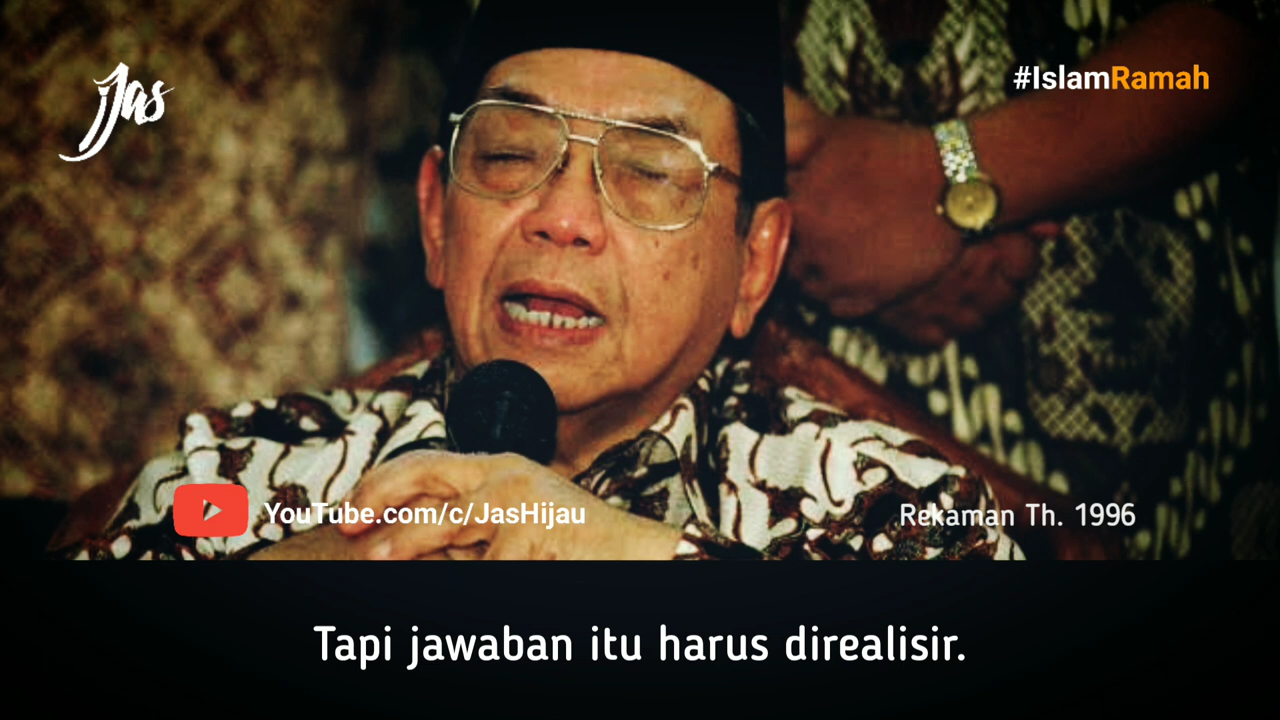 Jas
#IslamRamah
YouTube.com/c/JasHijau
Rekaman Th. 1996
Tapi jawaban itu harus direalisir.